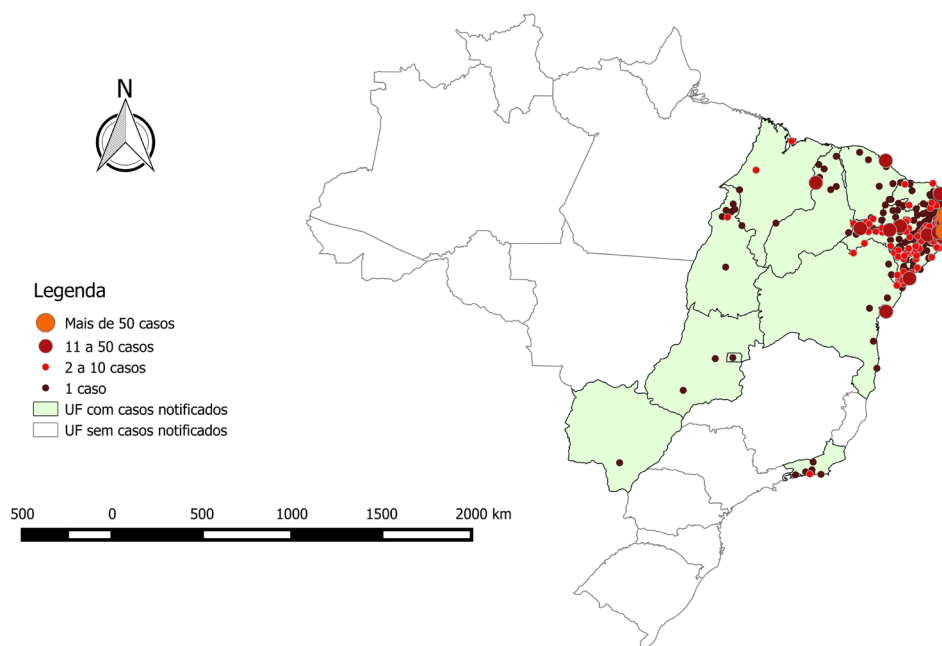 N
Legenda
Mais de 50 casos
11 a 50 casos
2 a 10 casos
1 caso
UF com casos notificados
UF sem casos notificados
500 0 500 1000 1500 2000 km